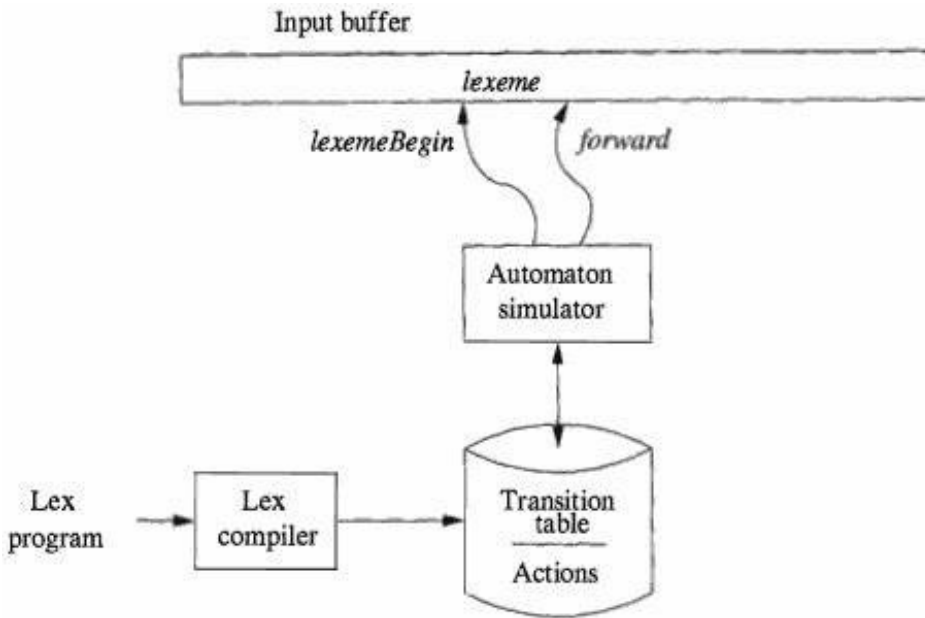 Input buffer
lexeme
lexemeBegin
forward
Automaton
simulator
Lex
program
Lex
compiler
Transition
table
Actions